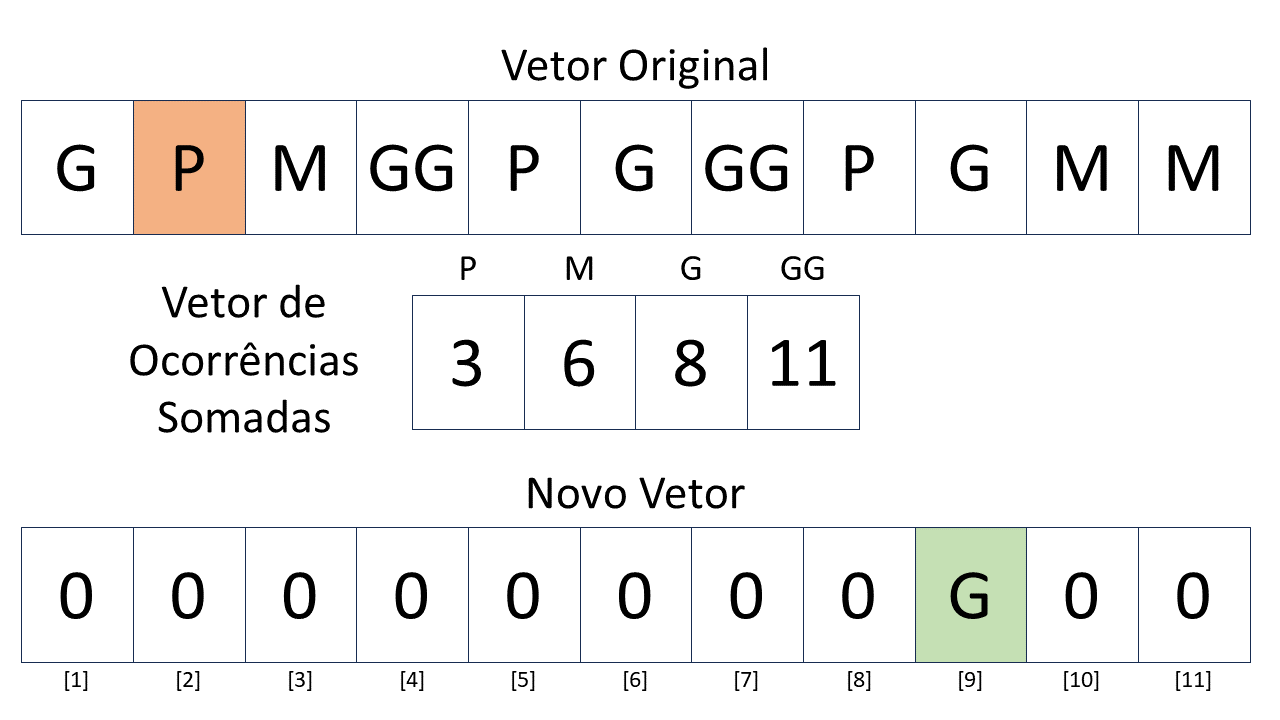 Vetor Original
G P M GG P G GG P G M M
P M G GG
Vetor de
Ocorrências
Somadas
3 6 8 11
Novo Vetor
0 0 0 0 0 0 0 0 G 0 0
[1] [2] [3] [4] [5] [6] [7] [8] [9] [10] [11]